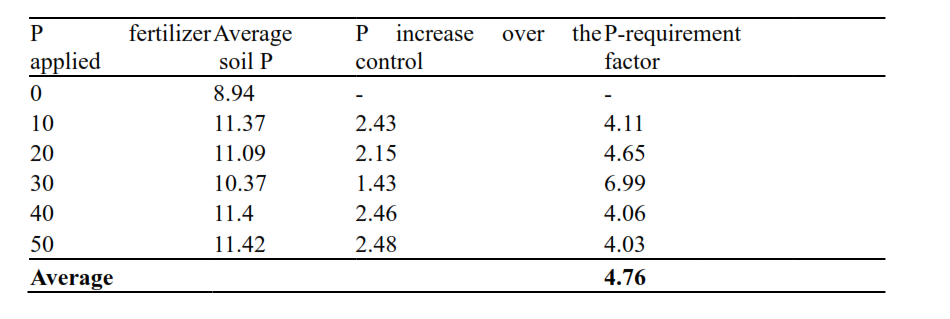 P fertilizer Average P increase over the P-requirement
applied soil P control factor
0 8.94 - -
10 11.37 2.43 4.11
20 11.09 2.15 4.65
30 10.37 1.43 6.99
40 11.4 2.46 4.06
50 11.42 2.48 4.03
Average 4.76